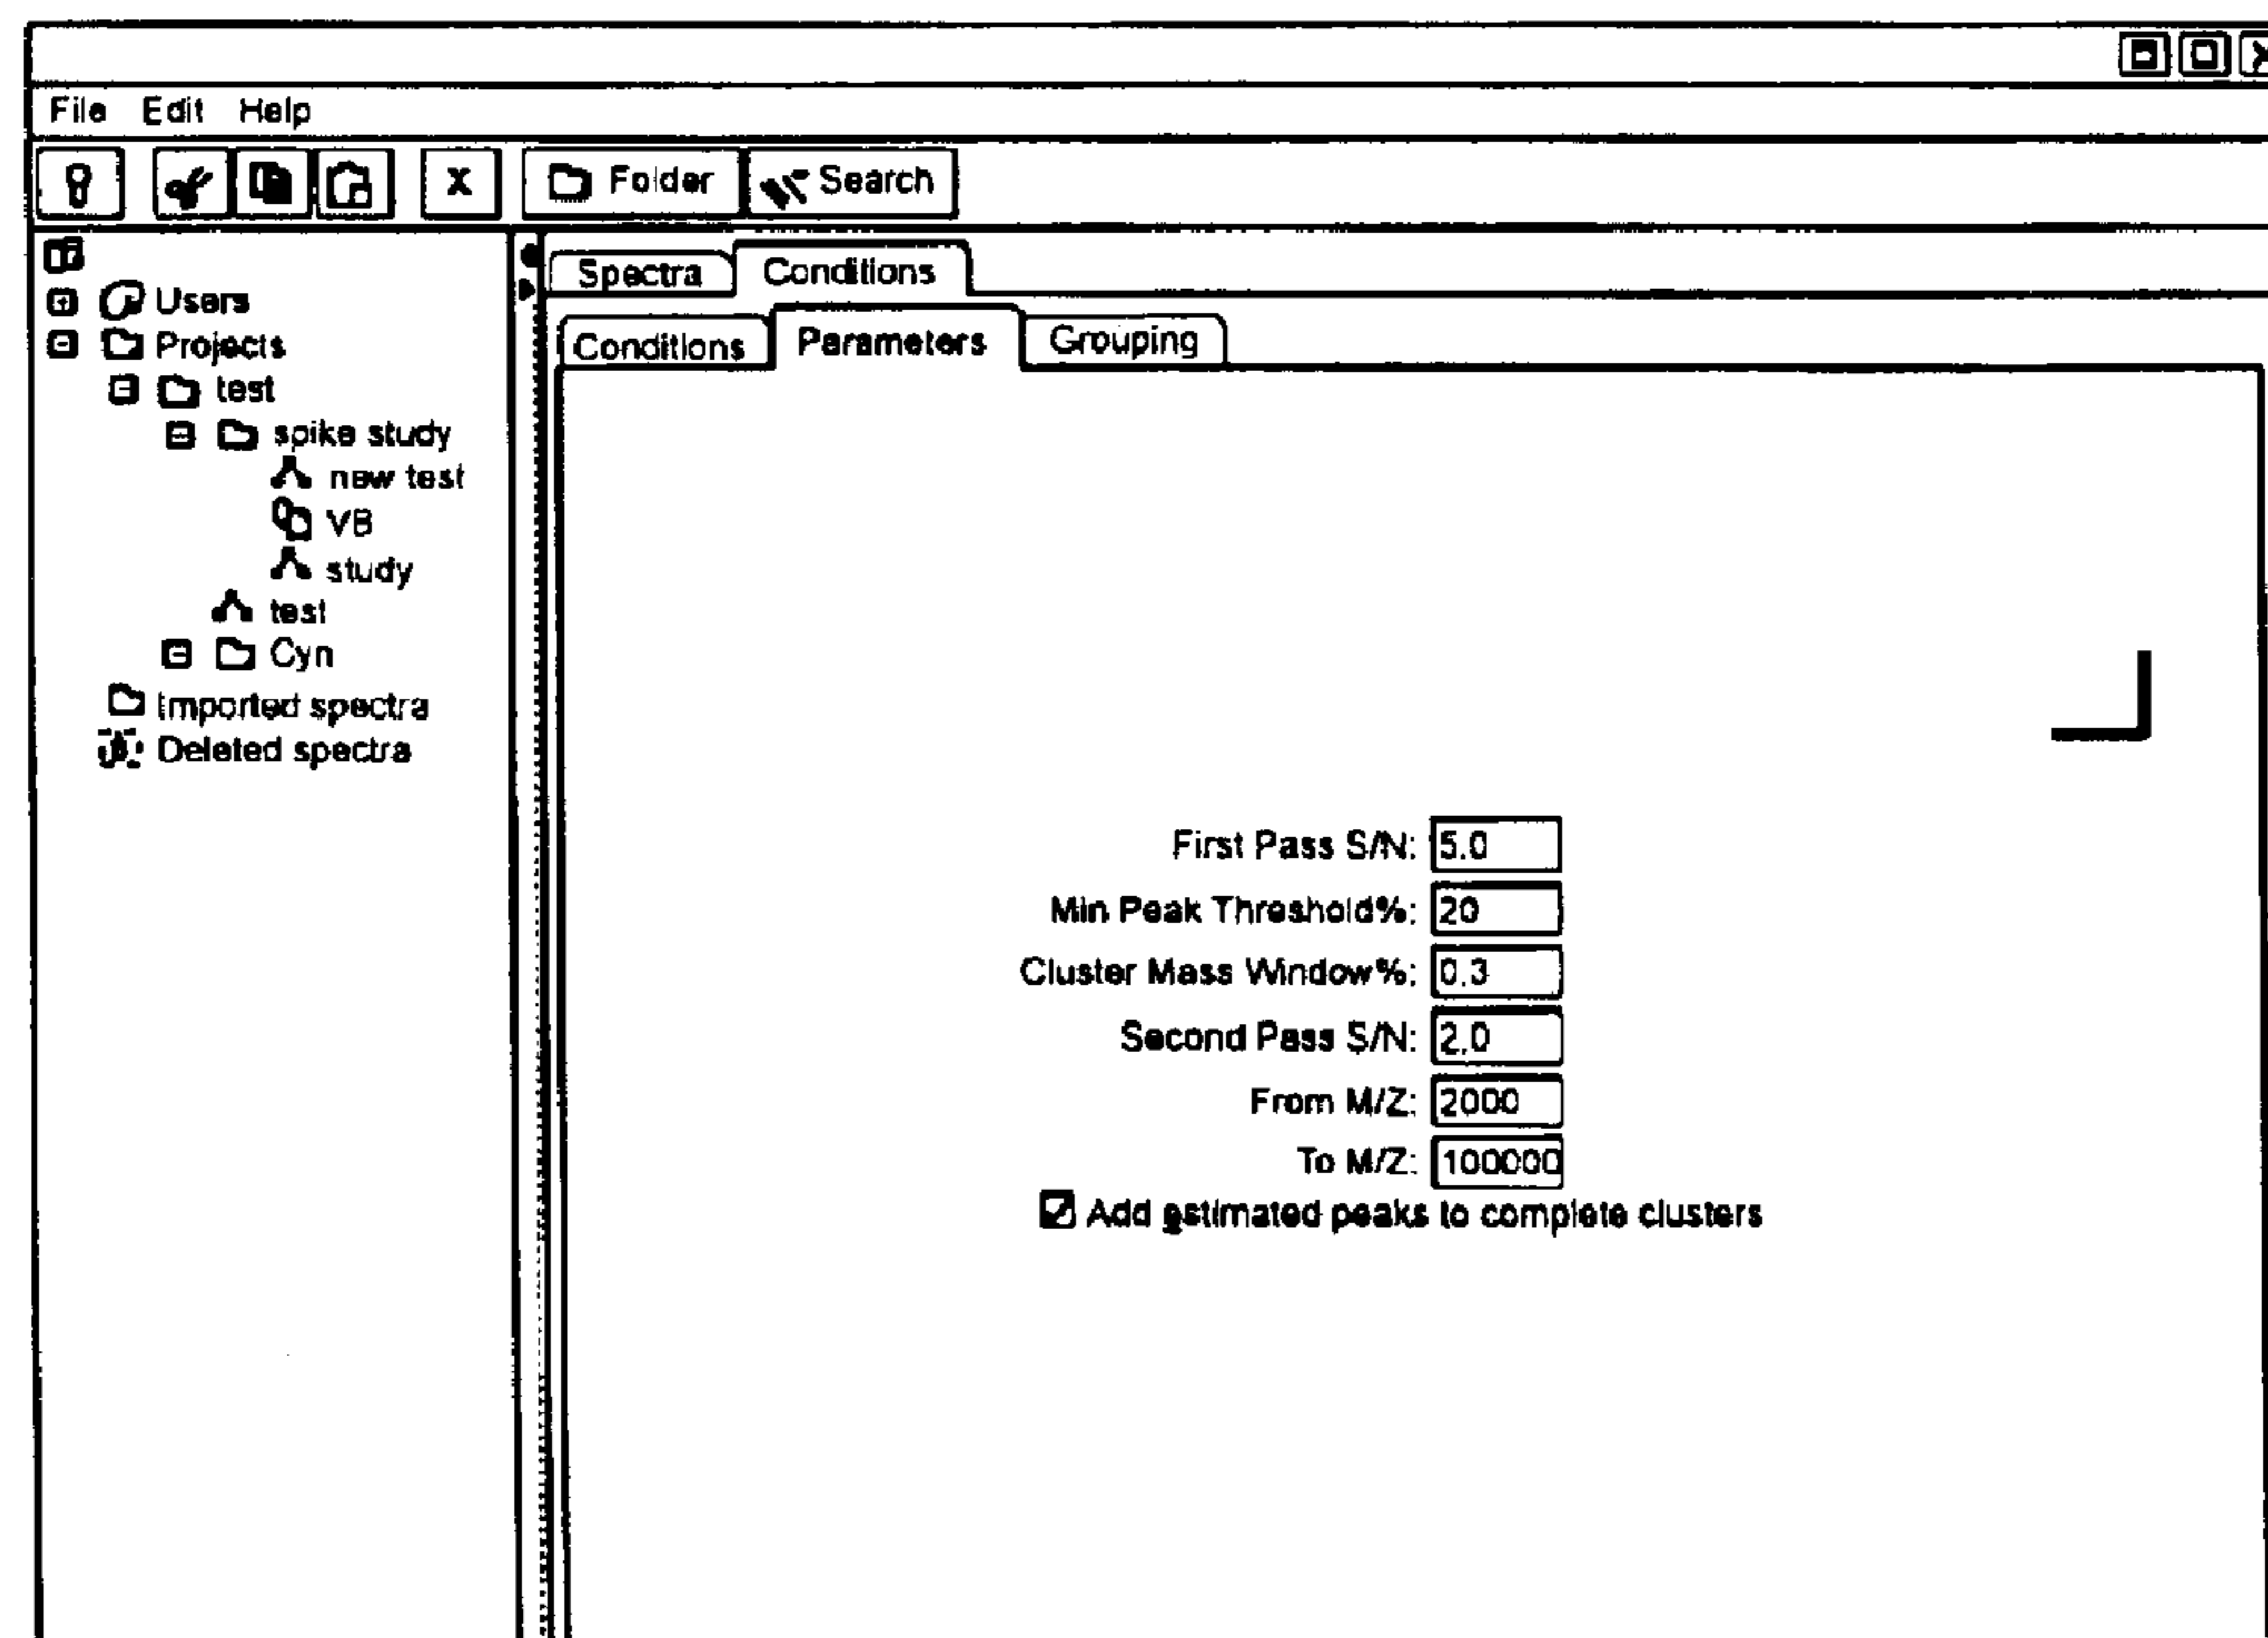 File Edit Help
X Folder Search
Users
Projects
test
spike study
new test
VB
study
test
Cyn
Imported spectra
Deleted spectra
Spectra Conditions
Conditions Parameters Grouping
First Pass S/N: 5.0
Min Peak Threshold%: 20
Cluster Mass Window%: 0.3
Second Pass S/N: 2.0
From M/Z: 2000
To M/Z: 100000
Add estimated peaks to complete clusters